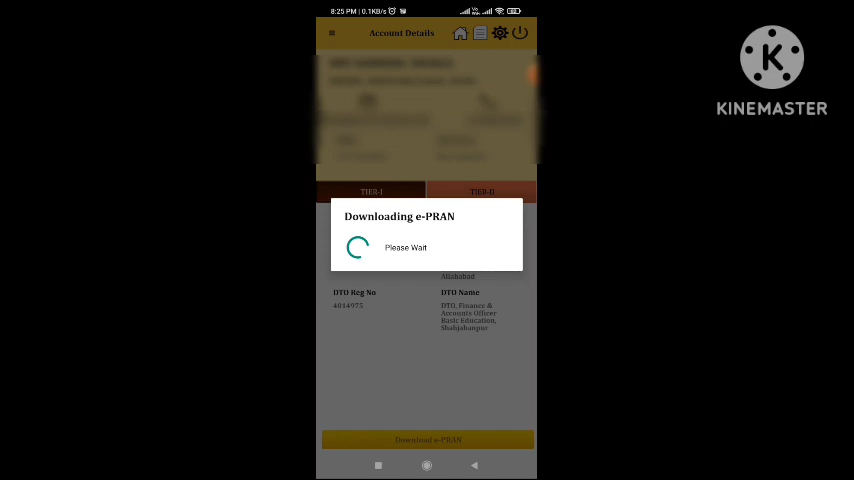 8:25 PM | 0.1KB/s
Account Details
TIER-I
TIER-II
Downloading e-PRAN
Please Wait
Allahabad
DTO Reg No
DTO Name
4014975
DTO, Finance &
Accounts Officer
Basic Education,
Shahjahanpur
Download e-PRAN
K
KINEMASTER